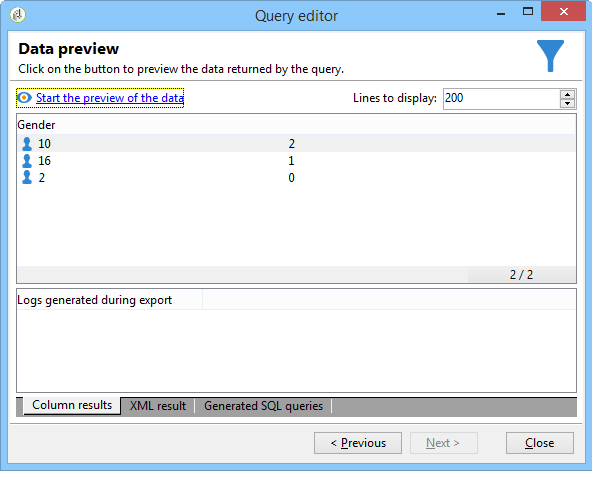 Query editor
Data preview
Click on the button to preview the data returned by the query.
Start the preview of the data Lines to display: 200
Gender
10 2
16 1
2 0
2 / 2
Logs generated during export
Column results XML result Generated SQL queries
< Previous Next > Close